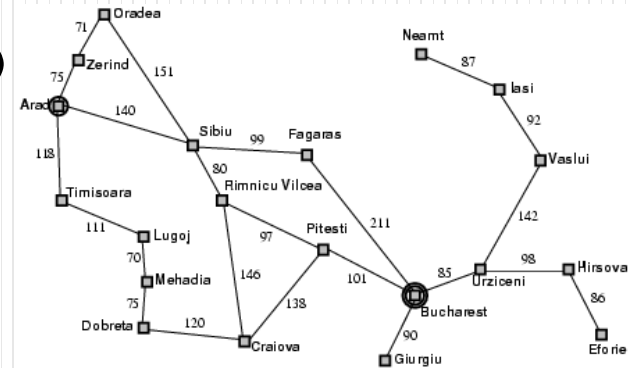 Oradea
71
Neamt
Zerind
87
75
151
Iasi
Arad
140
92
Sibiu
Fagaras
99
118
Vaslui
80
Timisoara
Rimnicu Vilcea
211
142
111
Lugoj
97
Pitesti
70
98
Hirsova
146
101
85
Urziceni
Mehadia
138
86
75
Bucharest
120
Dobreta
90
Craiova
Eforie
Giurgiu